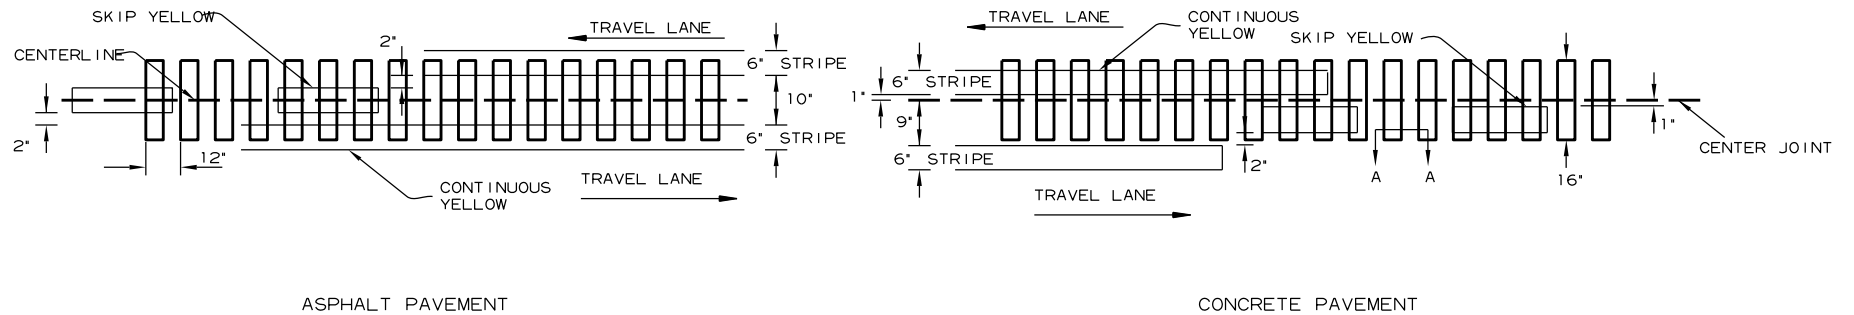 SKIP YELLOW
CENTERLINE
2"
TRAVEL LANE
6" STRIPE
10"
6" STRIPE
2"
12"
CONTINUOUS
YELLOW
TRAVEL LANE
ASPHALT PAVEMENT
TRAVEL LANE
CONTINUOUS
YELLOW
SKIP YELLOW
6" STRIPE
1"
9"
6" STRIPE
2"
A A
16"
1"
CENTER JOINT
TRAVEL LANE
CONCRETE PAVEMENT